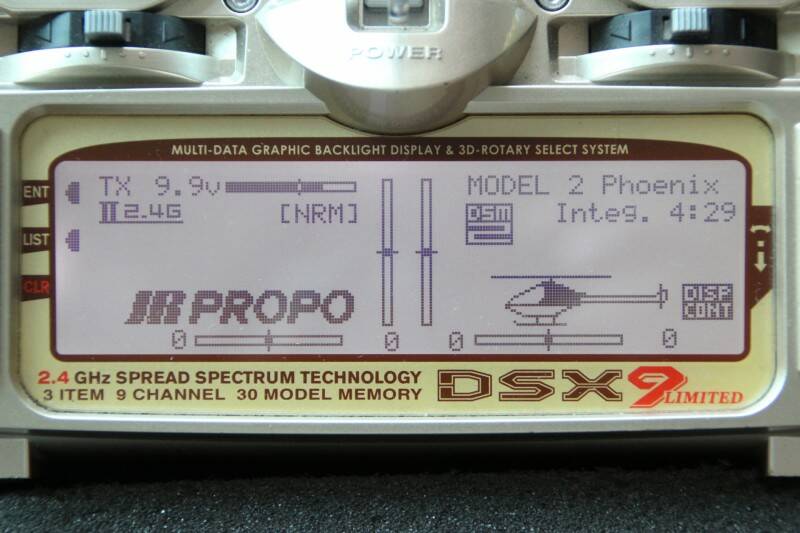 POWER
MULTI-DATA GRAPHIC BACKLIGHT DISPLAY & 3D-ROTARY SELECT SYSTEM
ENT
LIST
CLR
TX 9.9v
2.4G
[NRM]
MODEL 2 Phoenix
DSM
2
Integ. 4:29
JR PROPO
DISP
CONT
0
0
0
0
2.4 GHz SPREAD SPECTRUM TECHNOLOGY
3 ITEM 9 CHANNEL 30 MODEL MEMORY
DSX9
LIMITED